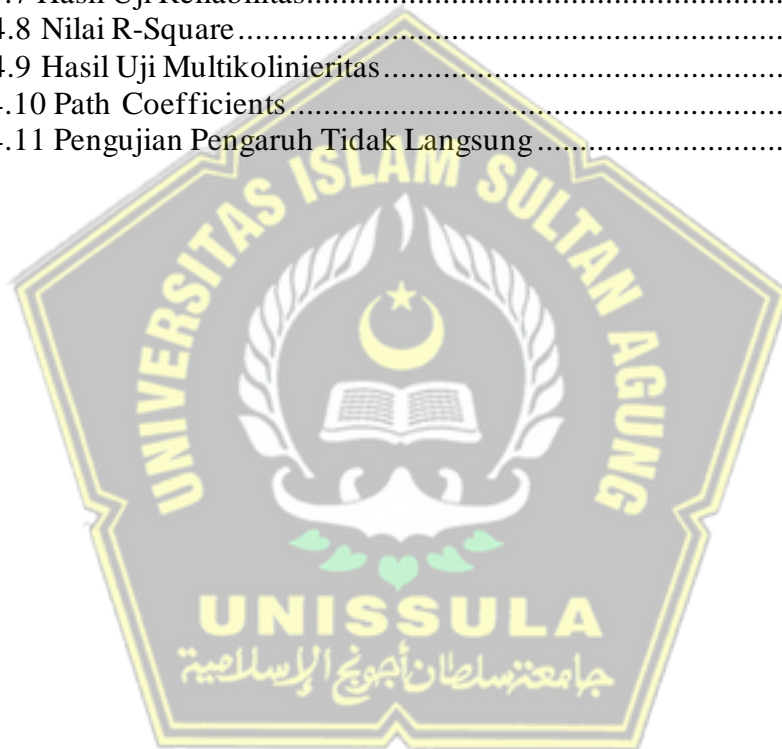 .7 Hasil Uji Reliabilitas
4.8 Nilai R-Square
4.9 Hasil Uji Multikolinieritas
4.10 Path Coefficients
4.11 Pengujian Pengaruh Tidak Langsung
UNIVERSITAS ISLAM SULTAN AGUNG
UNISSULA
جامعة سلطان أجونج الإسلامية